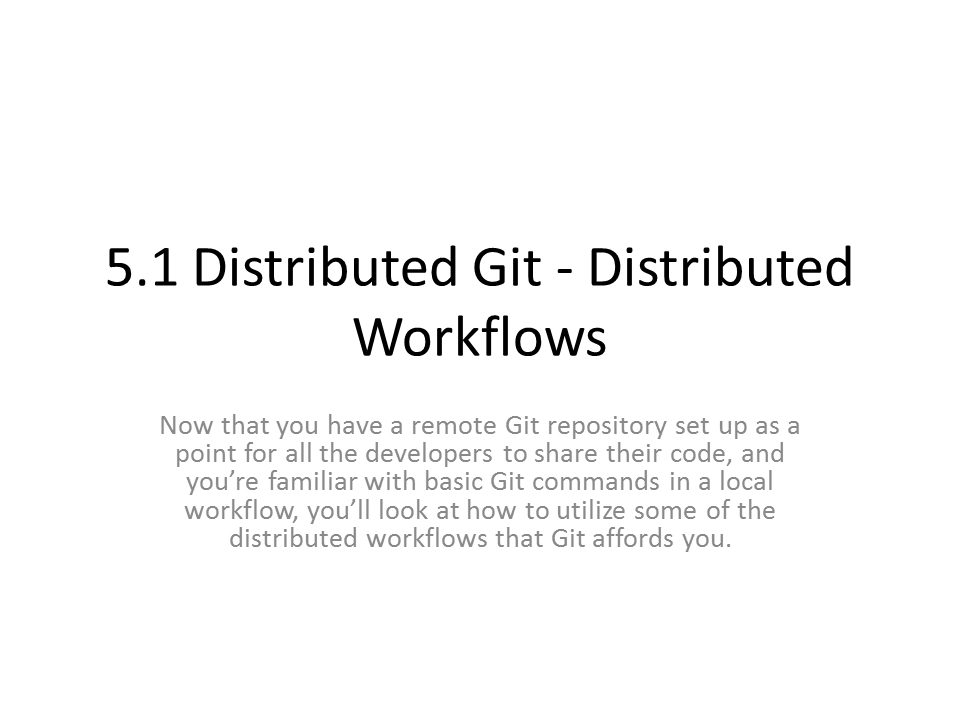 5.1 Distributed Git - Distributed
Workflows
Now that you have a remote Git repository set up as a
point for all the developers to share their code, and
you’re familiar with basic Git commands in a local
workflow, you’ll look at how to utilize some of the
distributed workflows that Git affords you.